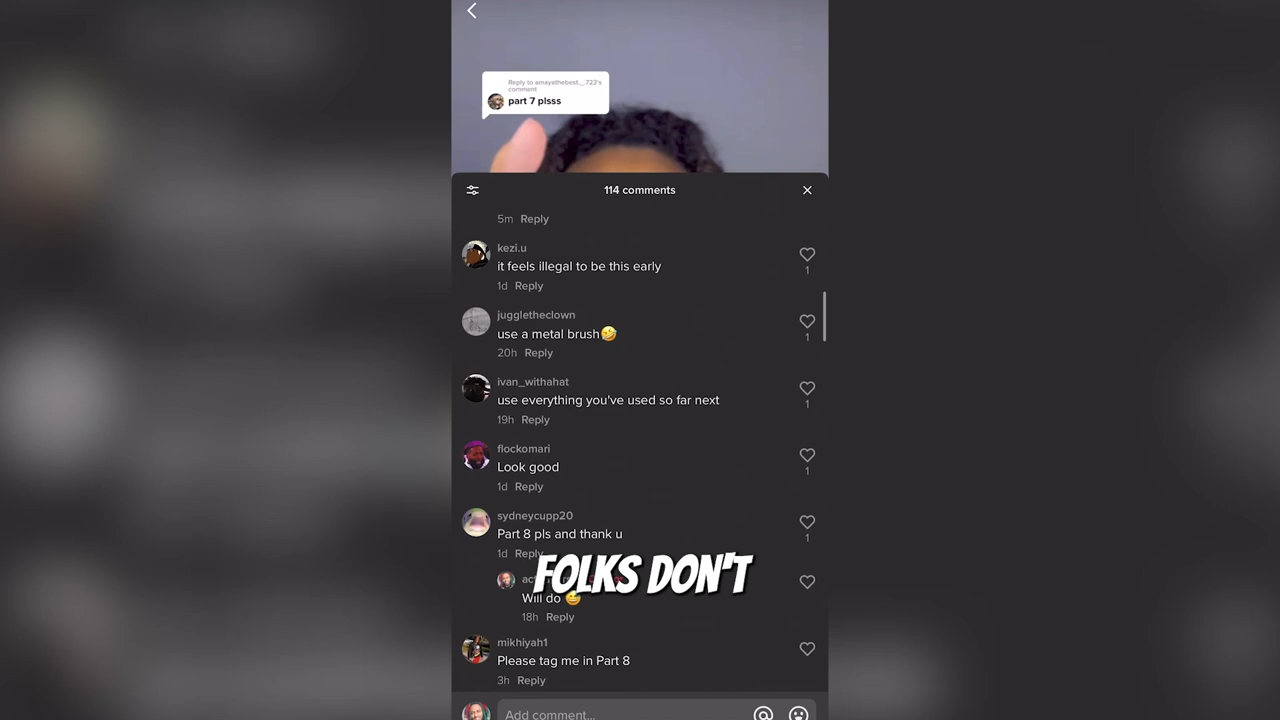 Reply to amayathebest__.723's
comment
part 7 plsss
114 comments
5m Reply
kezi.u
it feels illegal to be this early
1
1d Reply
juggletheclown
use a metal brush🤣
1
20h Reply
ivan_withahat
use everything you've used so far next
1
19h Reply
flockomari
Look good
1
1d Reply
sydneycupp20
Part 8 pls and thank u
1
1d Reply
FOLKS DON'T
Will do 😅
18h Reply
mikhiyah1
Please tag me in Part 8
3h Reply
Add comment...